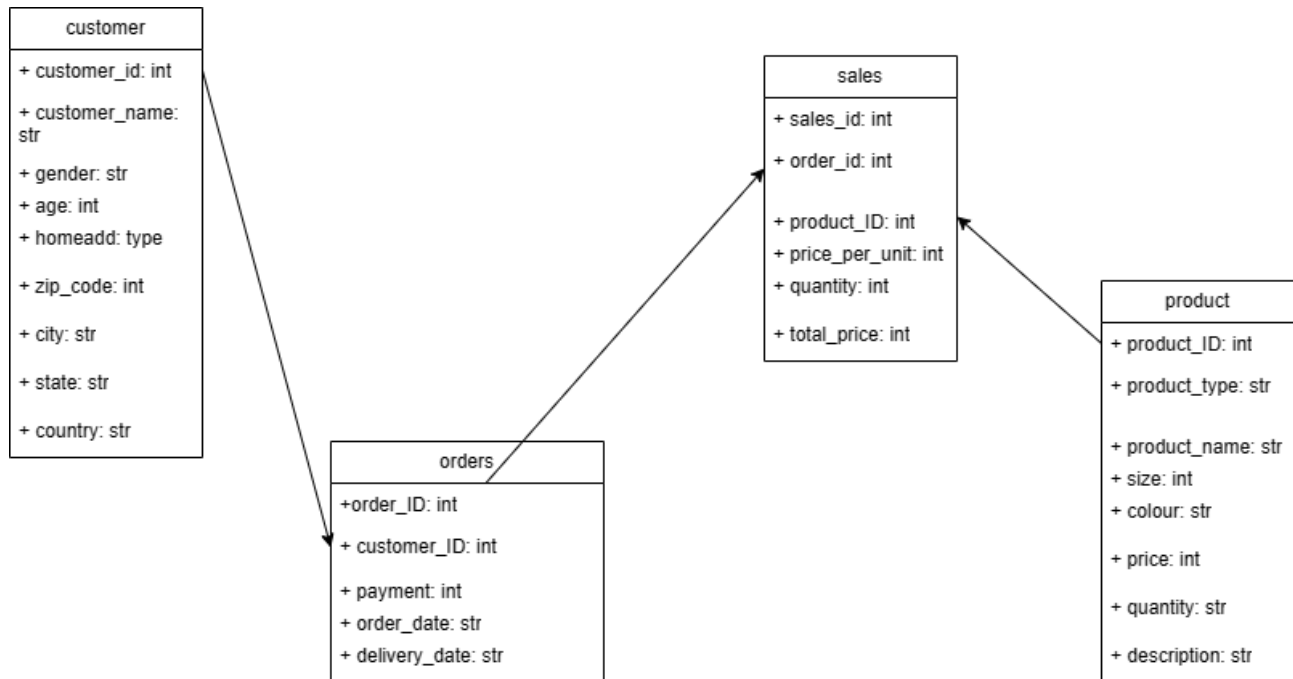 customer
+ customer_id: int
+ customer_name:
str
+ gender: str
+ age: int
+ homeadd: type
+ zip_code: int
+ city: str
+ state: str
+ country: str
orders
+order_ID: int
+ customer_ID: int
+ payment: int
+ order_date: str
+ delivery_date: str
sales
+ sales_id: int
+ order_id: int
+ product_ID: int
+ price_per_unit: int
+ quantity: int
+ total_price: int
product
+ product_ID: int
+ product_type: str
+ product_name: str
+ size: int
+ colour: str
+ price: int
+ quantity: str
+ description: str